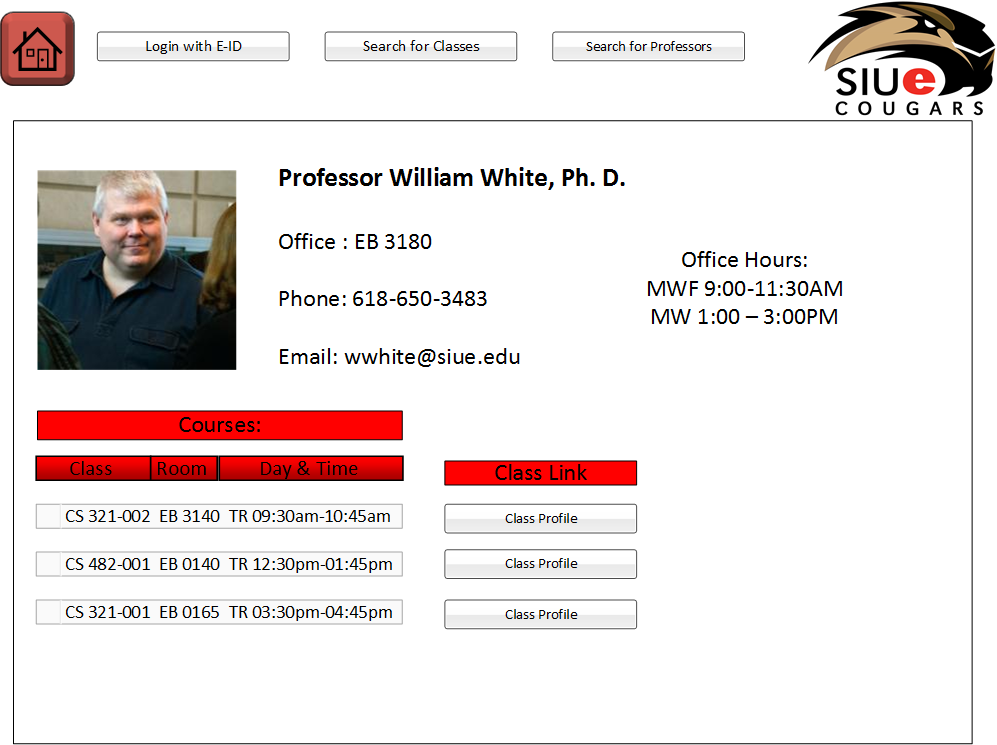 Login with E-ID
Search for Classes
Search for Professors
SIUe
COUGARS
Professor William White, Ph. D.
Office : EB 3180
Phone: 618-650-3483
Email: wwhite@siue.edu
Office Hours:
MWF 9:00-11:30AM
MW 1:00 – 3:00PM
Courses:
Class Room Day & Time
Class Link
CS 321-002 EB 3140 TR 09:30am-10:45am
Class Profile
CS 482-001 EB 0140 TR 12:30pm-01:45pm
Class Profile
CS 321-001 EB 0165 TR 03:30pm-04:45pm
Class Profile